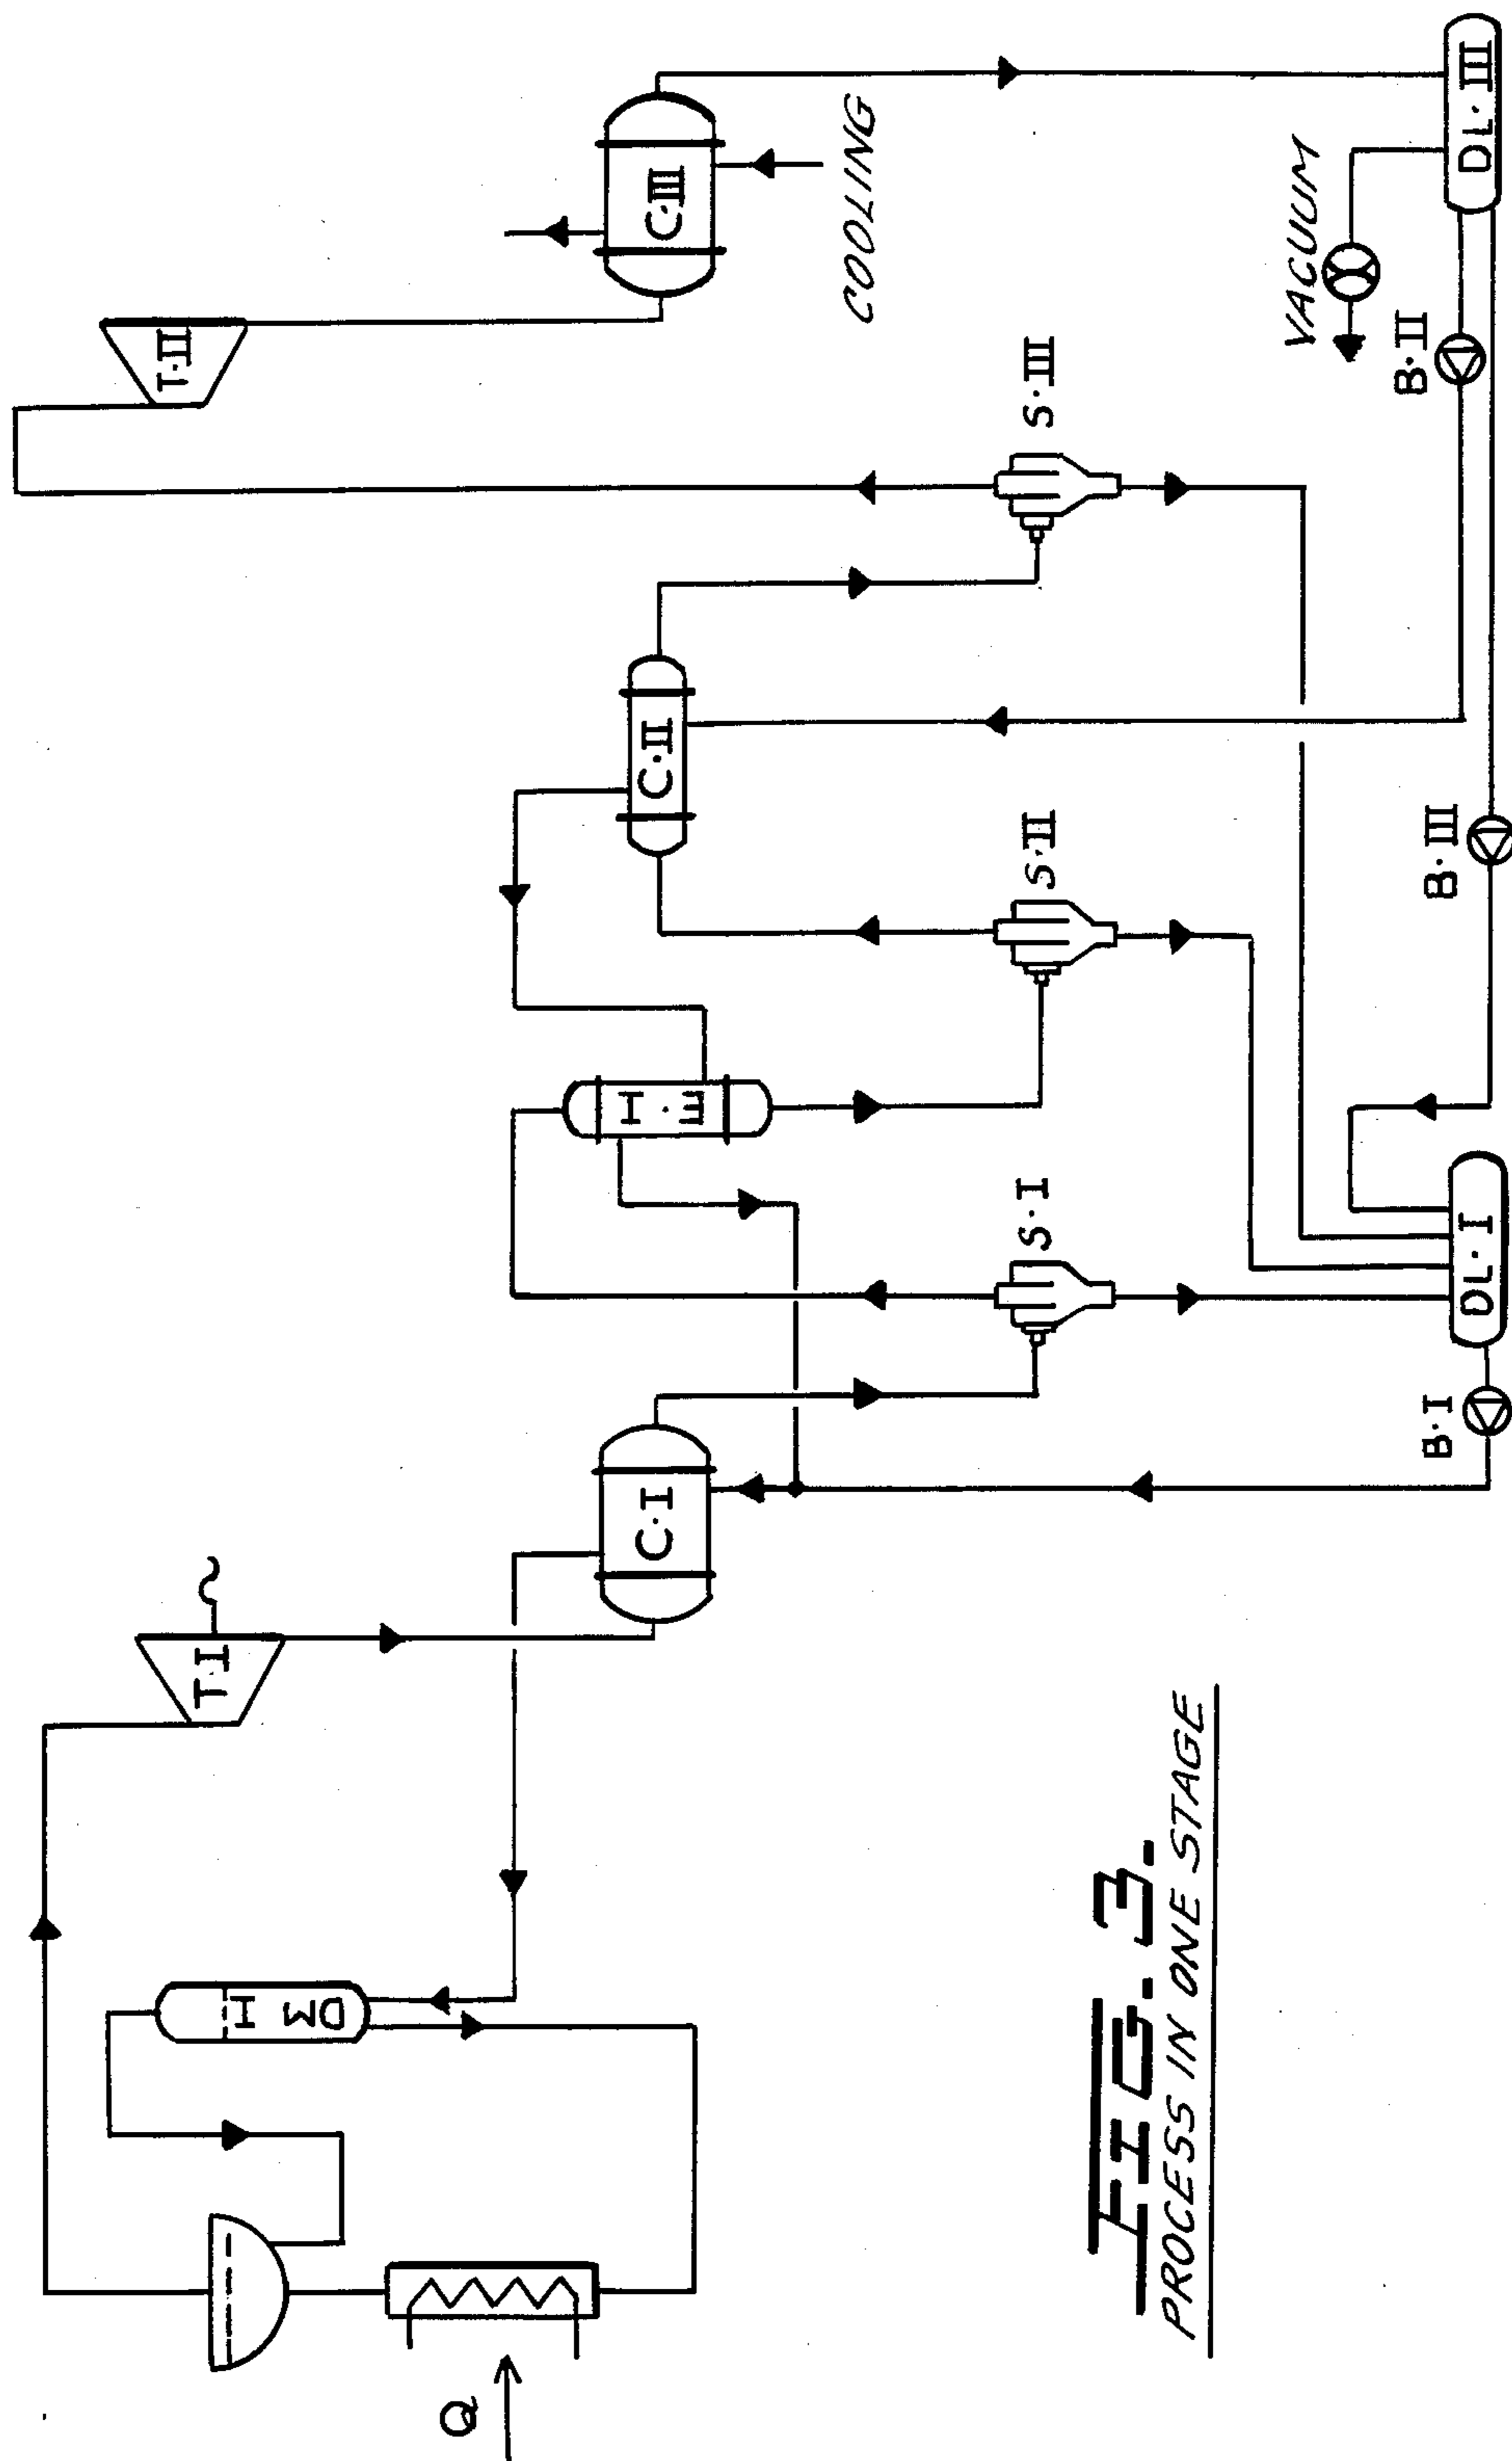 Q
DM I
T·I
C·I
S·I
E·I
S·II
C·II
S·III
T·II
C·III
COOLING
VACUUM
B·II
DL·III
B·III
DL·I
B·I
FIG. 3.
PROCESS IN ONE STAGE